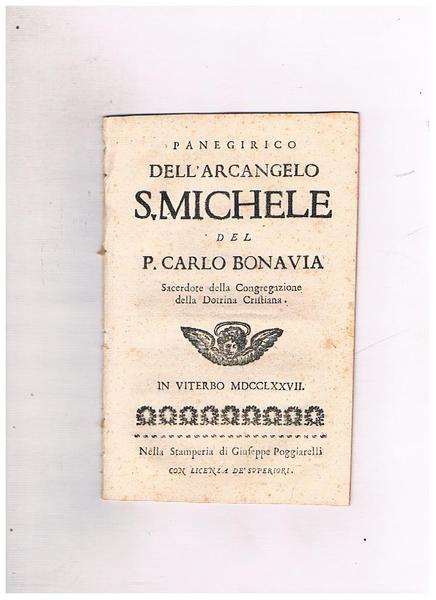 PANEGIRICO
DELL'ARCANGELO
S. MICHELE
DEL
P. CARLO BONAVIA
Sacerdote della Congregazione
della Dotrina Cristiana.
IN VITERBO MDCCLXXVII.
Nella Stamperia di Giuseppe Poggiarelli
CON LICENZA DE' SUPERIORI.